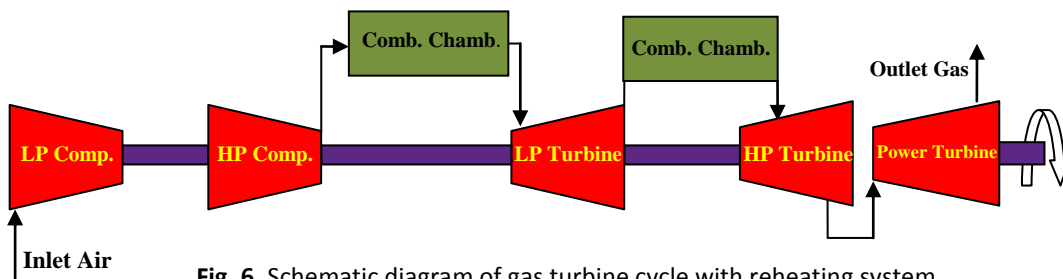 Comb. Chamb.
Comb. Chamb.
Outlet Gas
LP Comp.
HP Comp.
LP Turbine
HP Turbine
Power Turbine
Inlet Air
Fig. 6. Schematic diagram of gas turbine cycle with reheating system